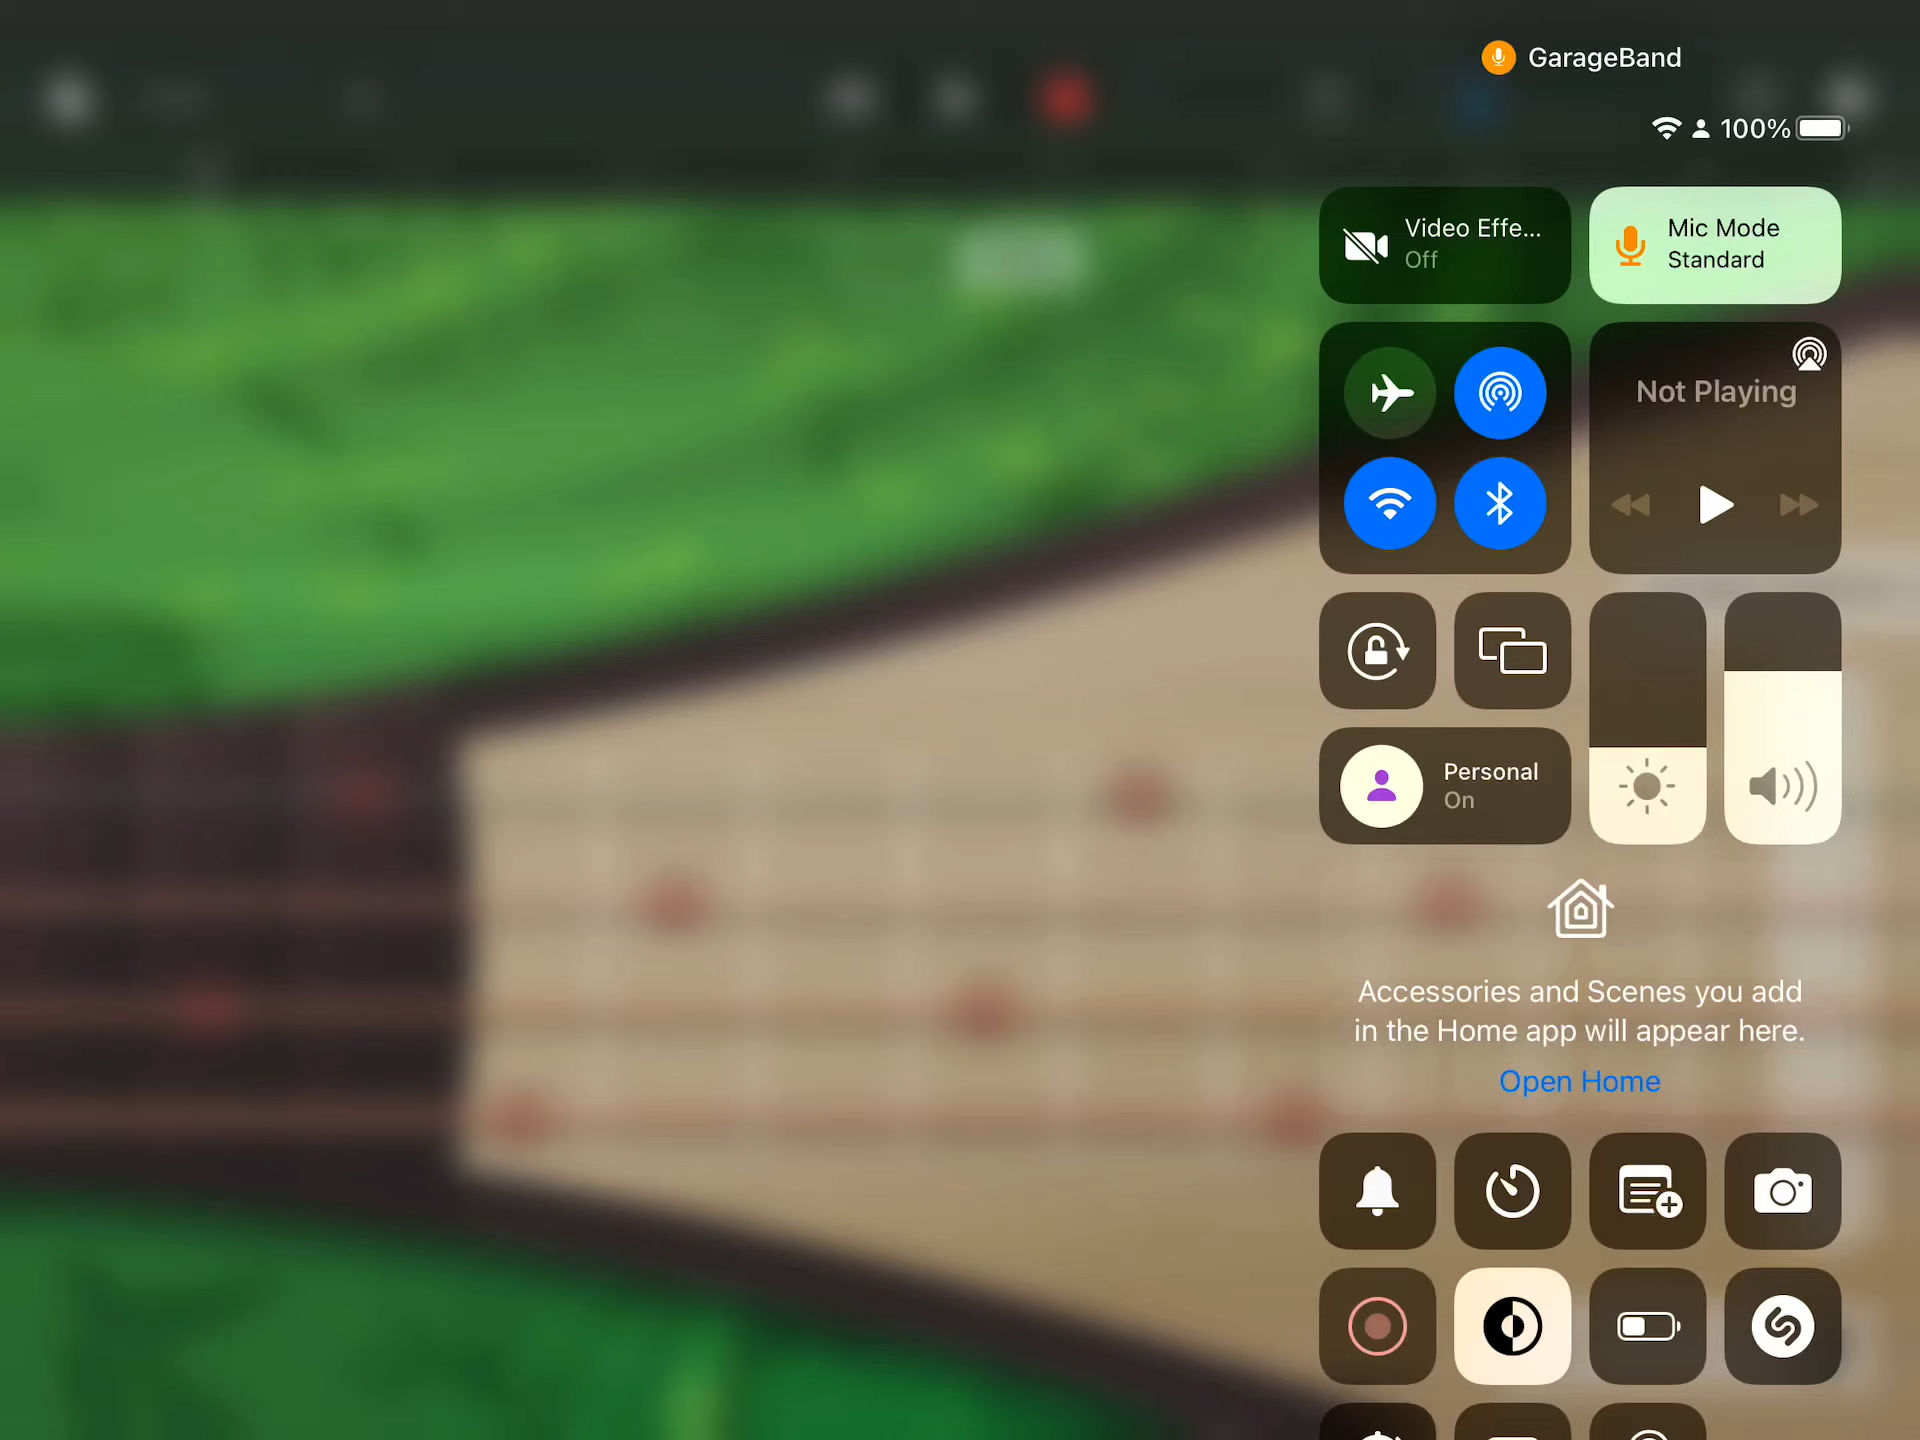 GarageBand
100%
Video Effe...
Off
Mic Mode
Standard
Not Playing
Personal
On
Accessories and Scenes you add
in the Home app will appear here.
Open Home